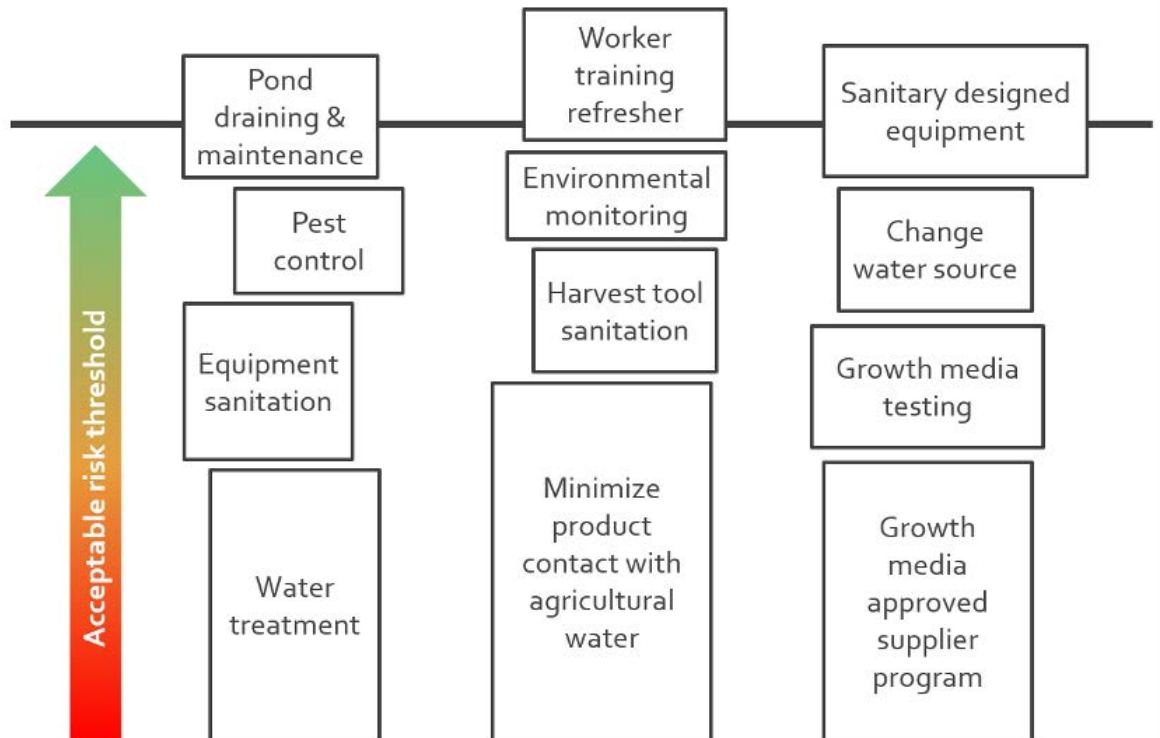 Pond
draining &
maintenance
Pest
control
Equipment
sanitation
Water
treatment
Worker
training
refresher
Environmental
monitoring
Harvest tool
sanitation
Minimize
product
contact with
agricultural
water
Sanitary designed
equipment
Change
water source
Growth media
testing
Growth
media
approved
supplier
program
Acceptable risk threshold